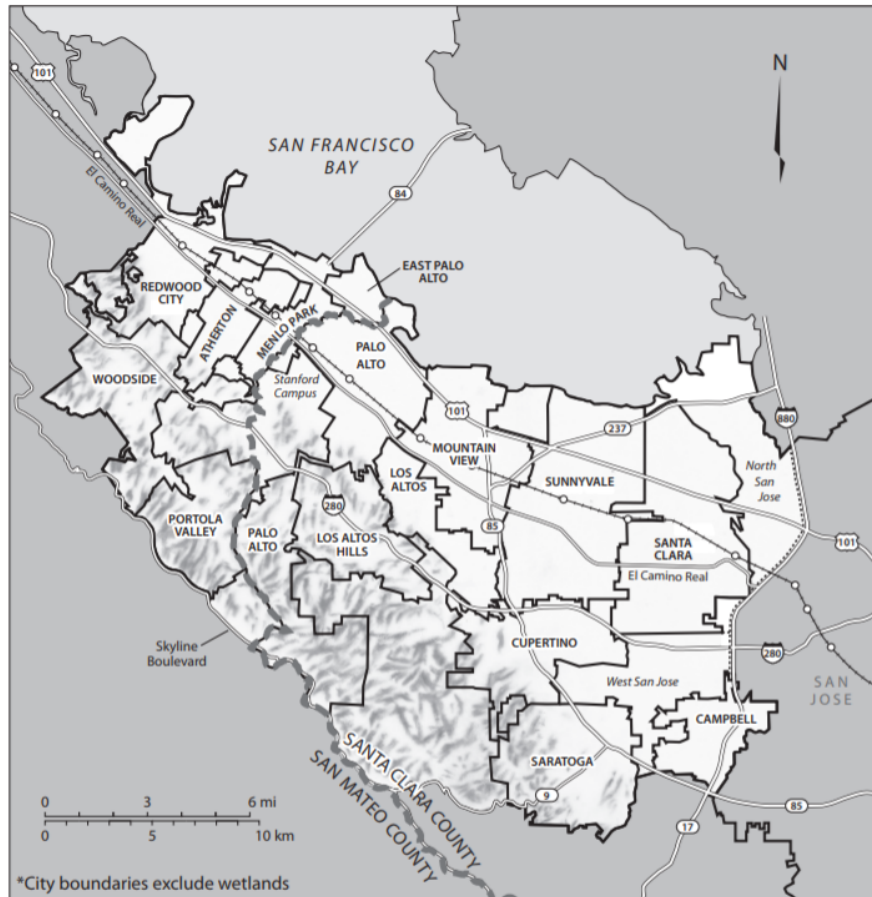 N
101
SAN FRANCISCO
BAY
El Camino Real
84
EAST PALO
ALTO
REDWOOD
CITY
ATHERTON
MENLO PARK
PALO
ALTO
WOODSIDE
Stanford
Campus
101
880
237
MOUNTAIN
VIEW
North
San
Jose
LOS
ALTOS
SUNNYVALE
280
PORTOLA
VALLEY
PALO
ALTO
85
LOS ALTOS
HILLS
SANTA
CLARA
101
El Camino Real
Skyline
Boulevard
CUPERTINO
280
West San Jose
SAN
JOSE
CAMPBELL
SARATOGA
SANTA CLARA COUNTY
SAN MATEO COUNTY
9
85
17
0 3 6 mi
0 5 10 km
*City boundaries exclude wetlands